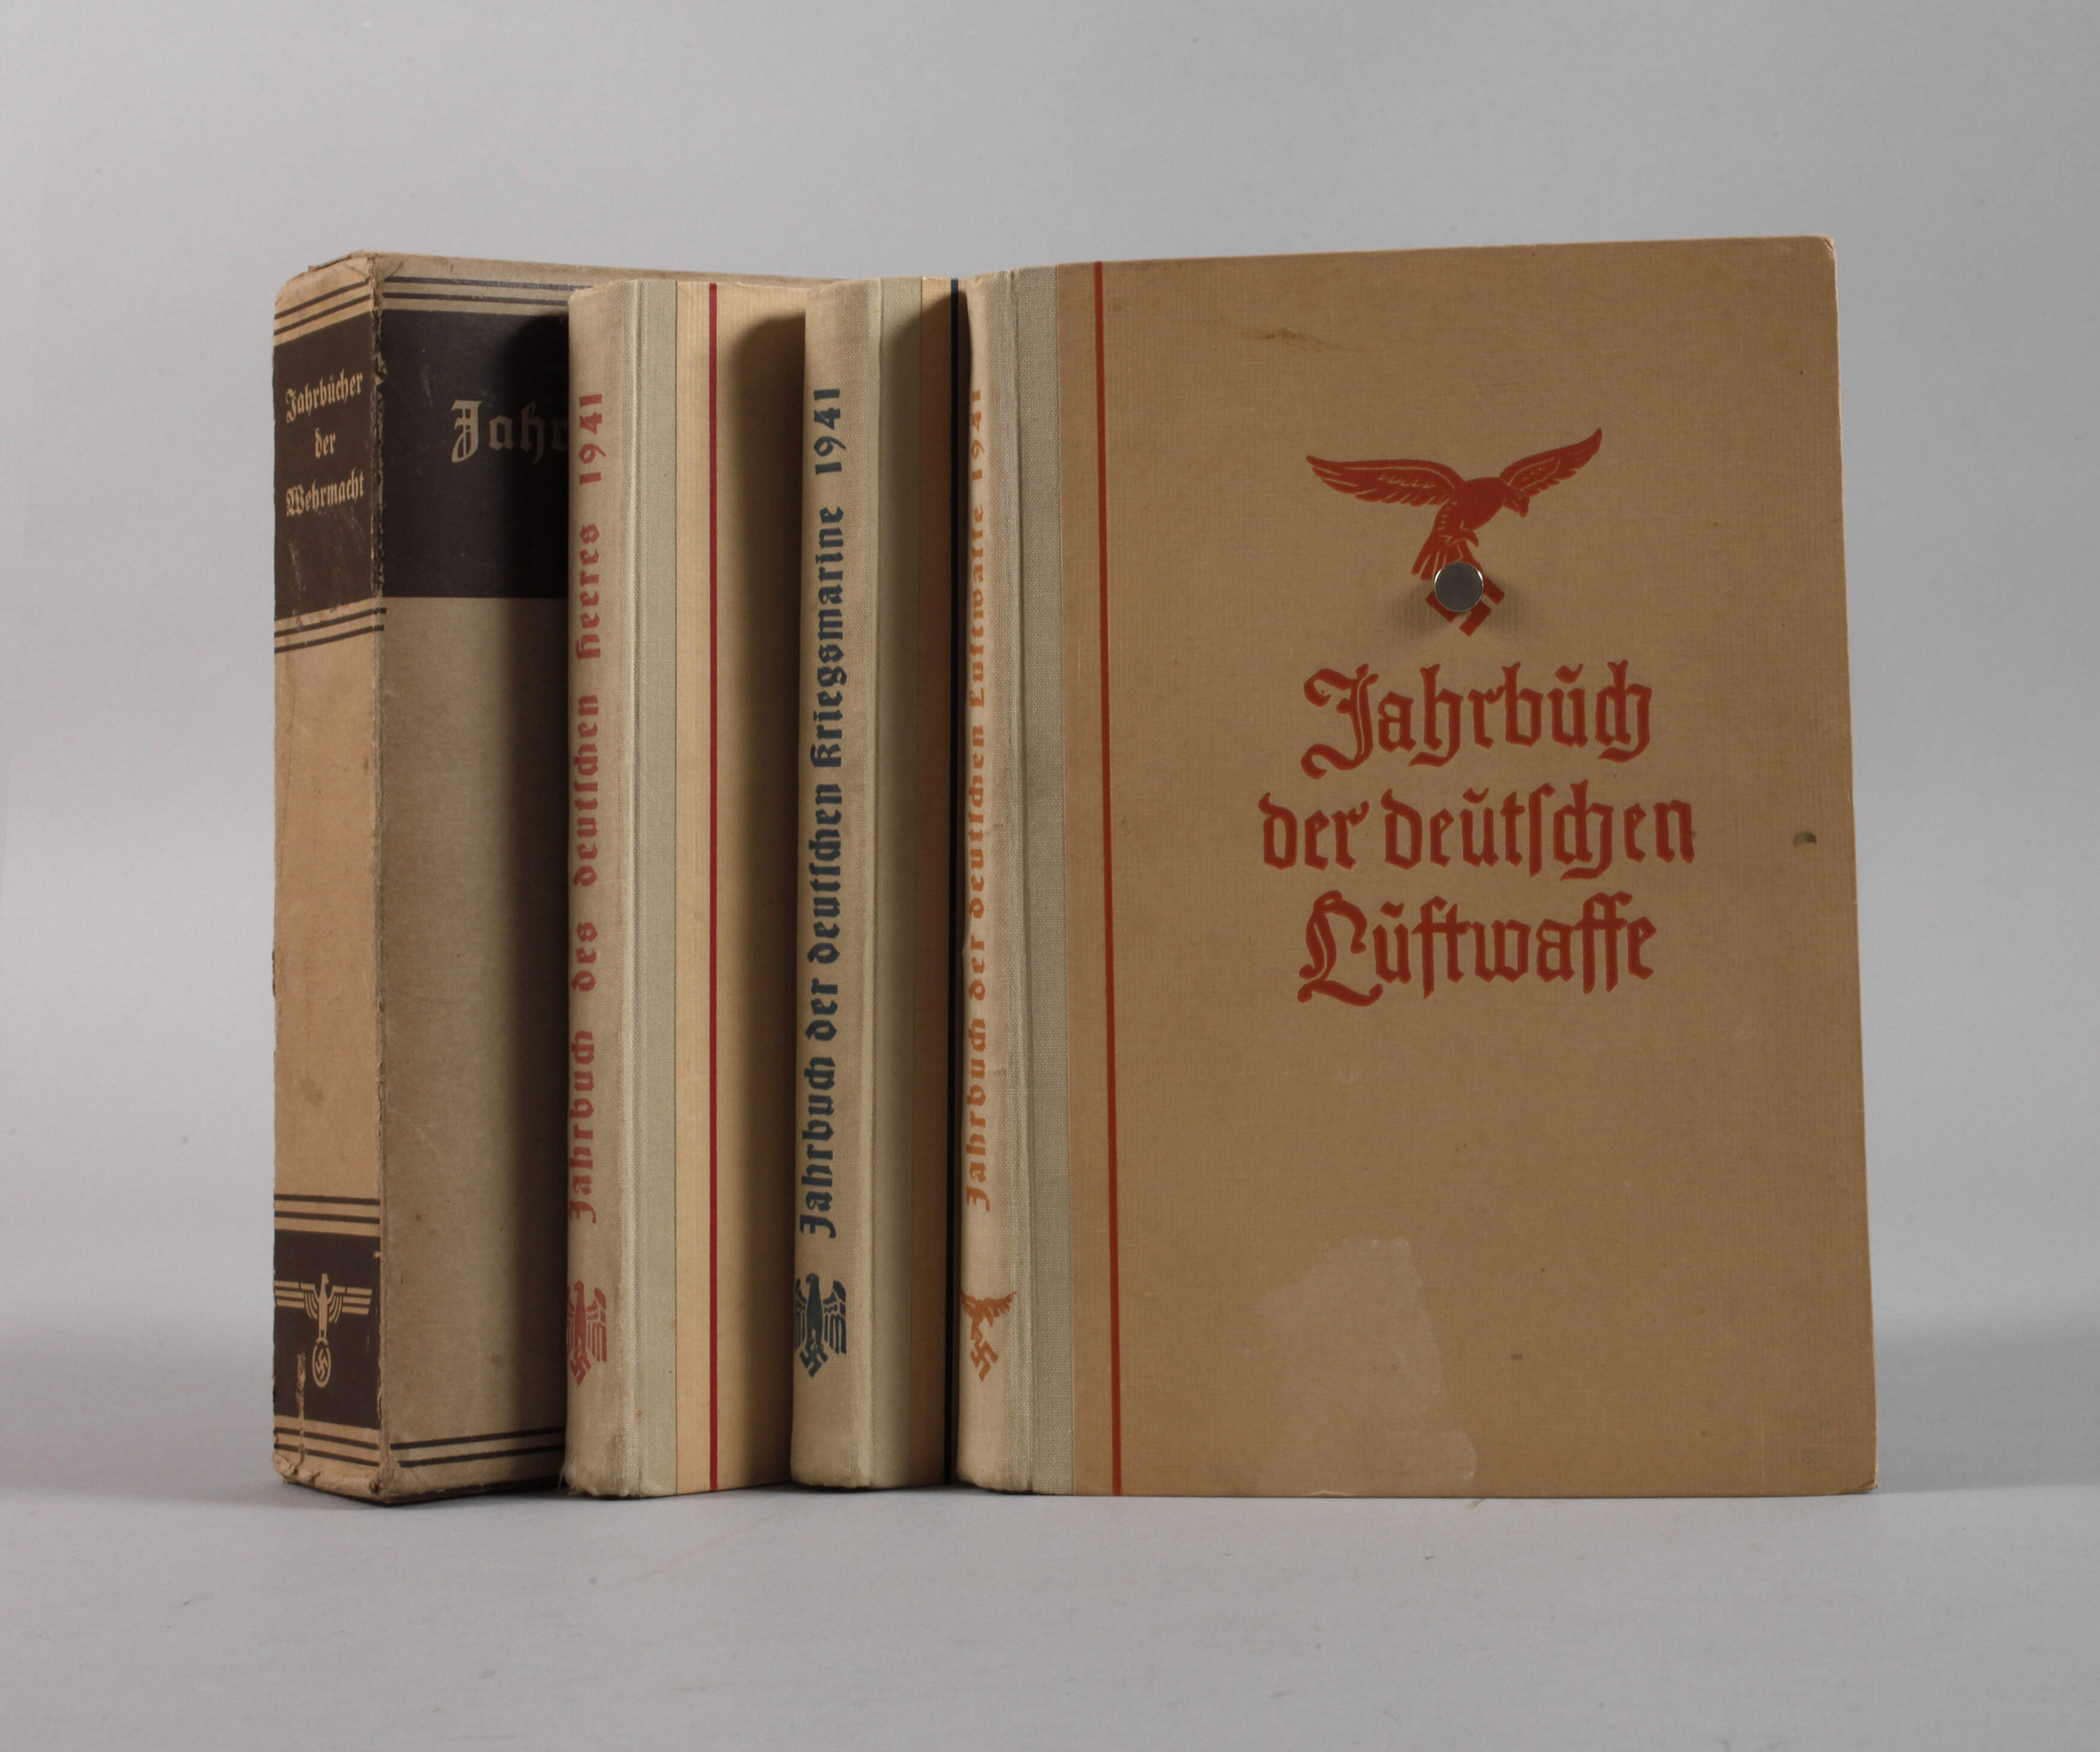 Jahrbücher
der
Wehrmacht
Jahr
Jahrbuch des deutschen Heeres 1941
Jahrbuch der deutschen Kriegsmarine 1941
Jahrbuch der deutschen Luftwaffe 1941
Jahrbuch
der deutschen
Luftwaffe